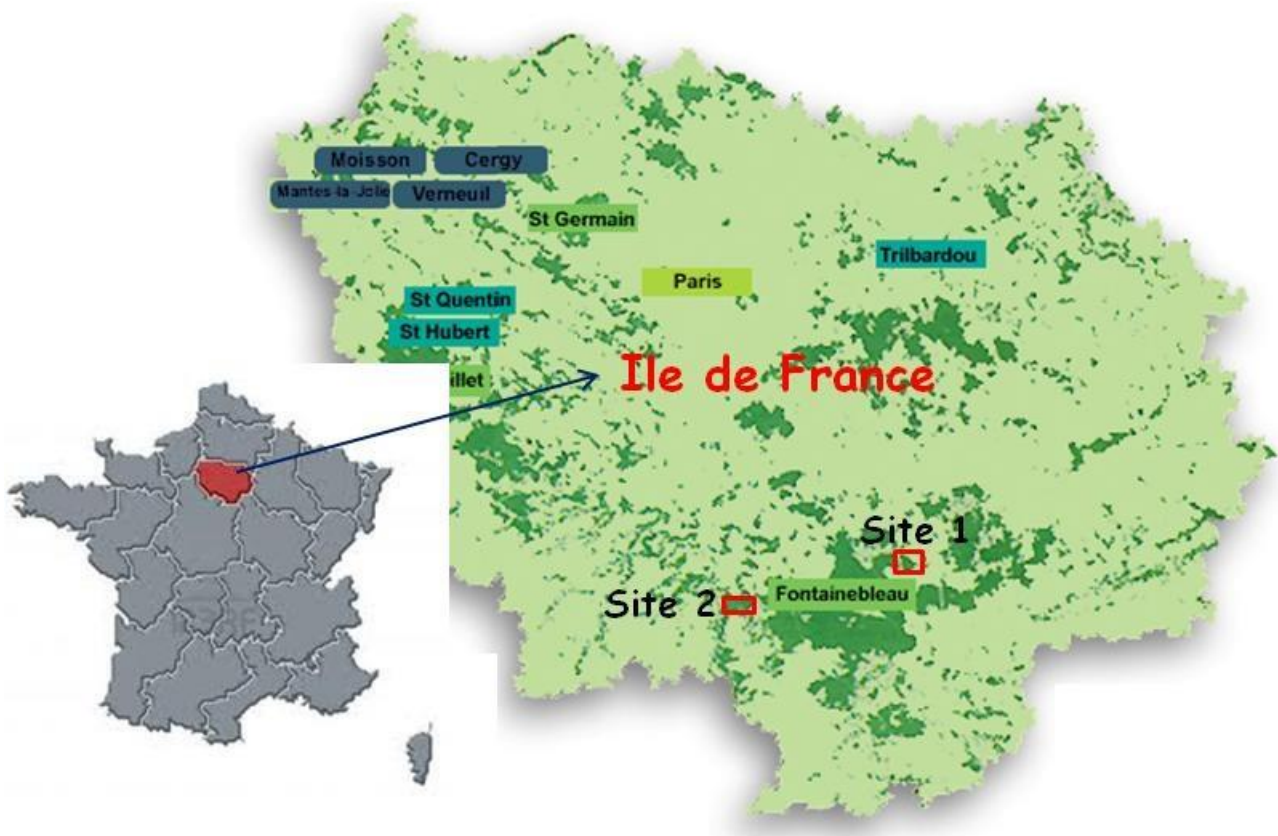 Moisson
Cergy
Mantes-la-Jolie
Verneuil
St Germain
Trilbardou
Paris
St Quentin
St Hubert
Ile de France
illet
Site 1
Fontainebleau
Site 2